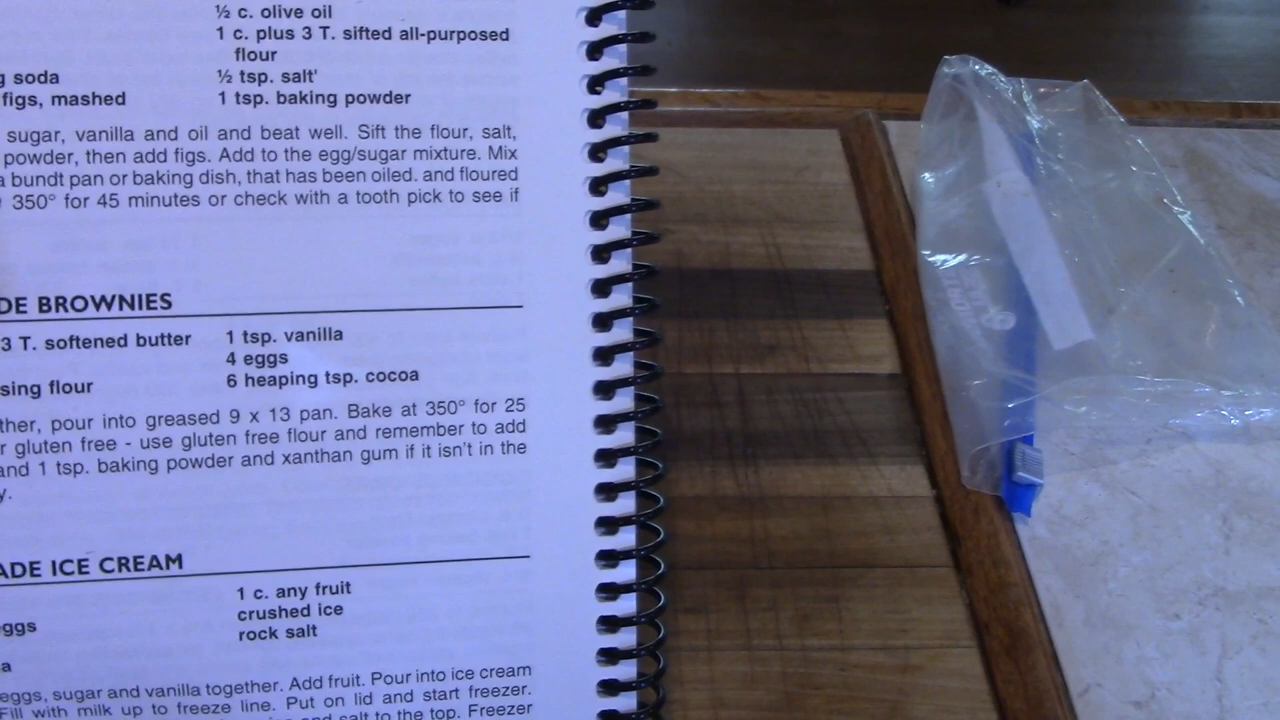 ½ c. olive oil
1 c. plus 3 T. sifted all-purposed
flour
g soda
½ tsp. salt'
figs, mashed
1 tsp. baking powder
sugar, vanilla and oil and beat well. Sift the flour, salt,
powder, then add figs. Add to the egg/sugar mixture. Mix
a bundt pan or baking dish, that has been oiled. and floured
350° for 45 minutes or check with a tooth pick to see if
DE BROWNIES
3 T. softened butter
1 tsp. vanilla
4 eggs
sing flour
6 heaping tsp. cocoa
ther, pour into greased 9 x 13 pan. Bake at 350° for 25
r gluten free - use gluten free flour and remember to add
and 1 tsp. baking powder and xanthan gum if it isn't in the
y.
ADE ICE CREAM
1 c. any fruit
eggs
crushed ice
rock salt
a
eggs, sugar and vanilla together. Add fruit. Pour into ice cream
Fill with milk up to freeze line. Put on lid and start freezer.
and salt to the top. Freezer